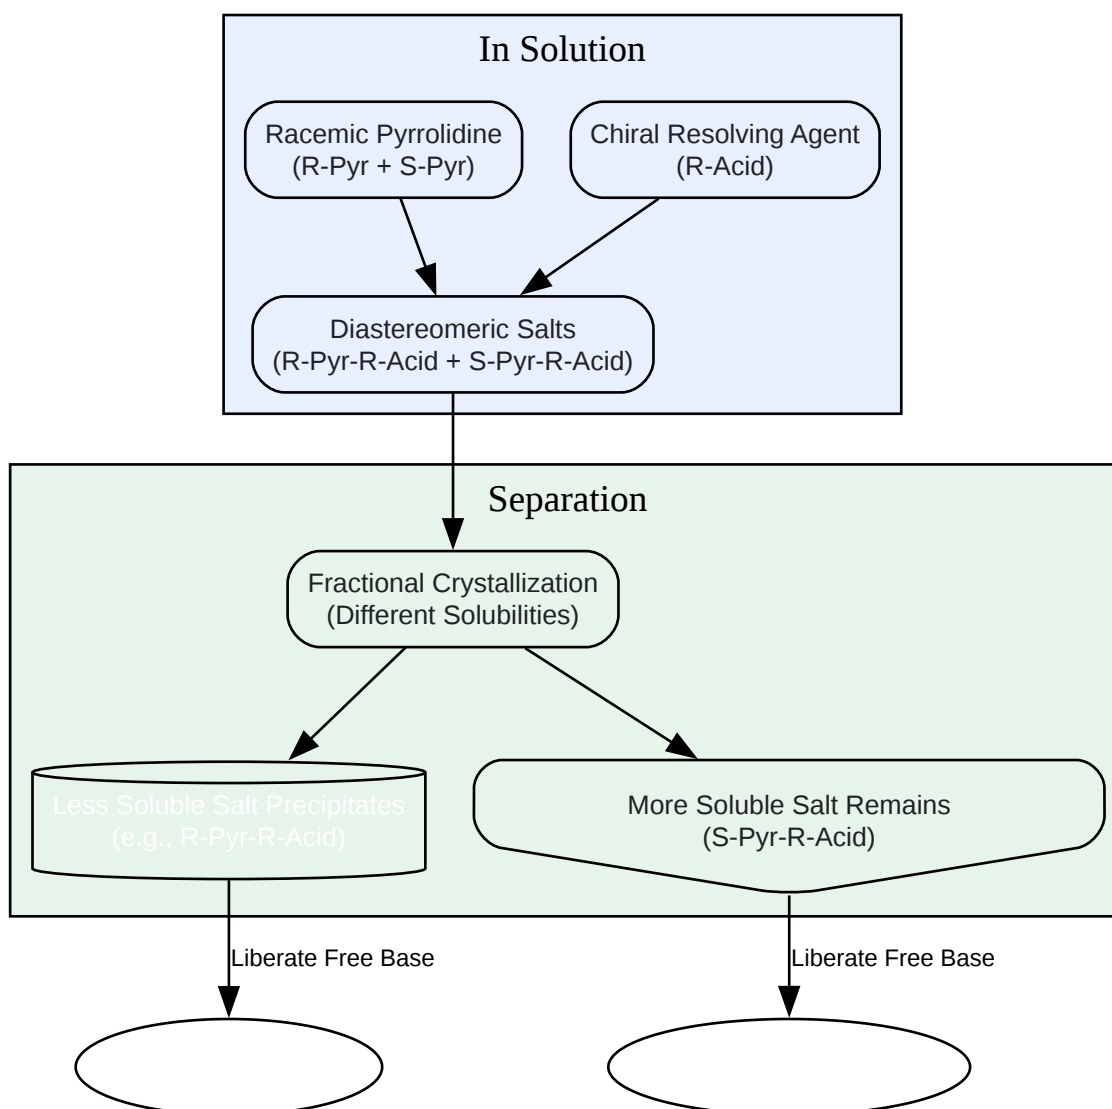 In Solution
Racemic Pyrrolidine
(R-Pyr + S-Pyr)
Chiral Resolving Agent
(R-Acid)
Diastereomeric Salts
(R-Pyr-R-Acid + S-Pyr-R-Acid)
Separation
Fractional Crystallization
(Different Solubilities)
Less Soluble Salt Precipitates
(e.g., R-Pyr-R-Acid)
More Soluble Salt Remains
(S-Pyr-R-Acid)
Liberate Free Base
Liberate Free Base